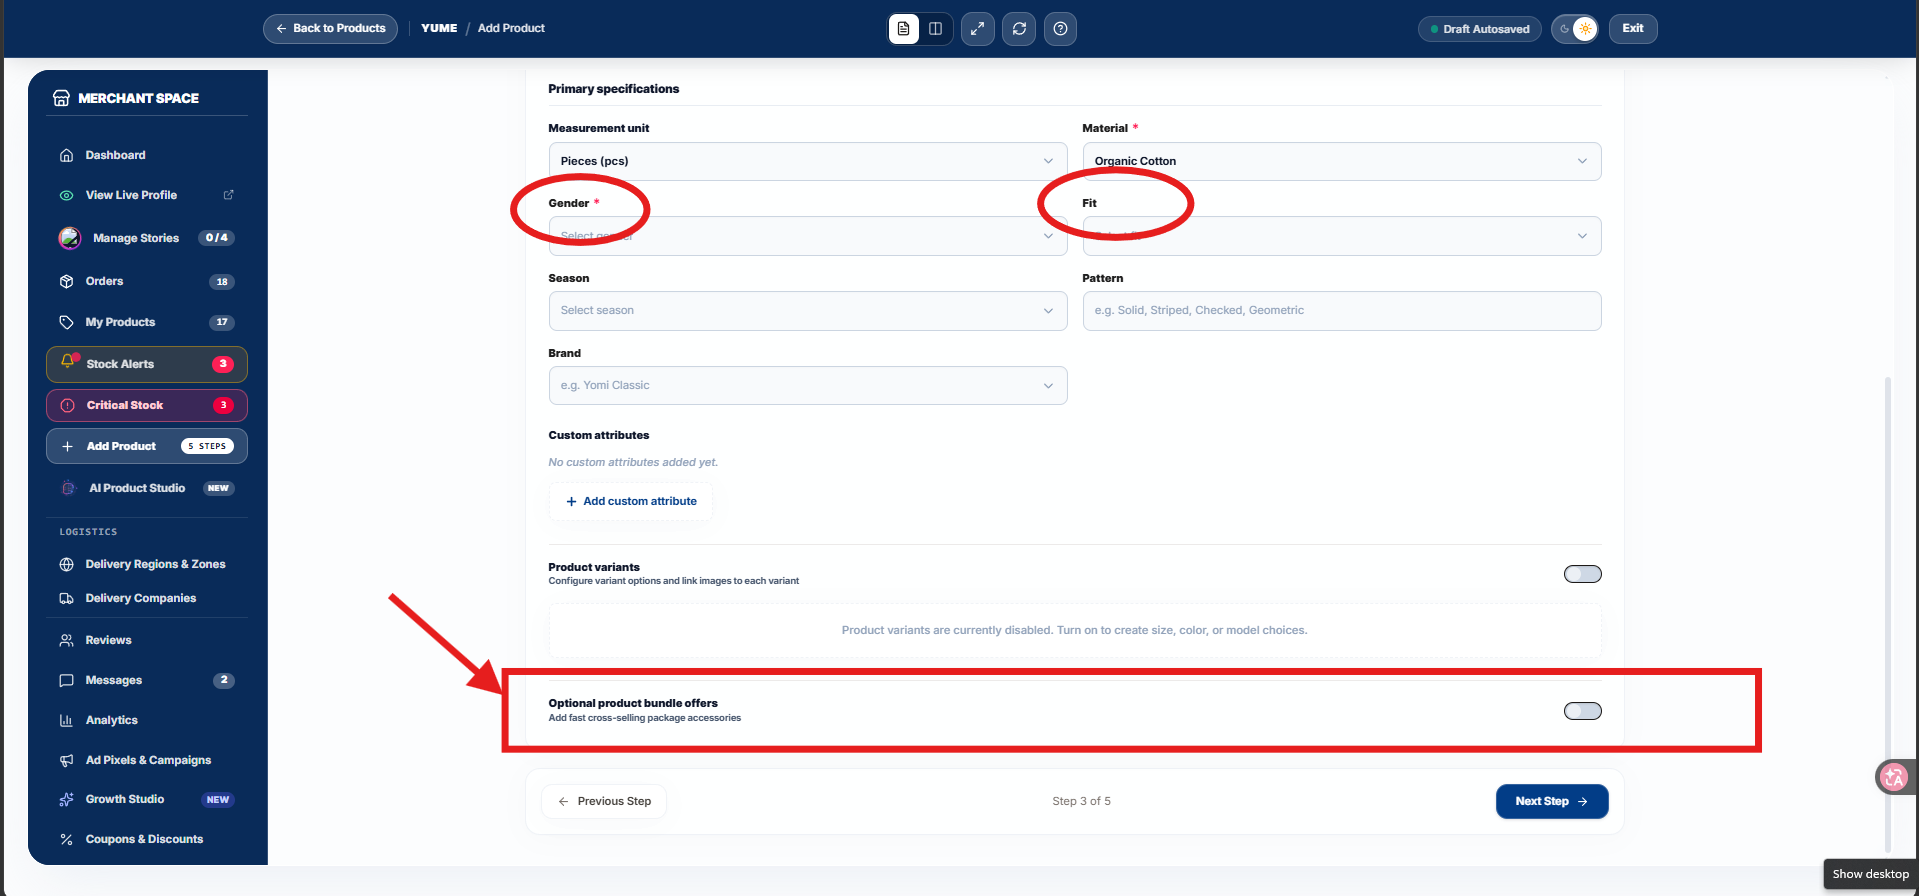 Back to Products
YUME / Add Product
Draft Autosaved
Exit
MERCHANT SPACE
Dashboard
View Live Profile
Manage Stories 0/4
Orders 18
My Products 17
Stock Alerts 3
Critical Stock 3
Add Product 5 STEPS
AI Product Studio NEW
LOGISTICS
Delivery Regions & Zones
Delivery Companies
Reviews
Messages 2
Analytics
Ad Pixels & Campaigns
Growth Studio NEW
Coupons & Discounts
Primary specifications
Measurement unit
Pieces (pcs)
Material *
Organic Cotton
Gender *
Select gender
Fit
Season
Select season
Pattern
e.g. Solid, Striped, Checked, Geometric
Brand
e.g. Yomi Classic
Custom attributes
No custom attributes added yet.
+ Add custom attribute
Product variants
Configure variant options and link images to each variant
Product variants are currently disabled. Turn on to create size, color, or model choices.
Optional product bundle offers
Add fast cross-selling package accessories
Previous Step
Step 3 of 5
Next Step
Show desktop